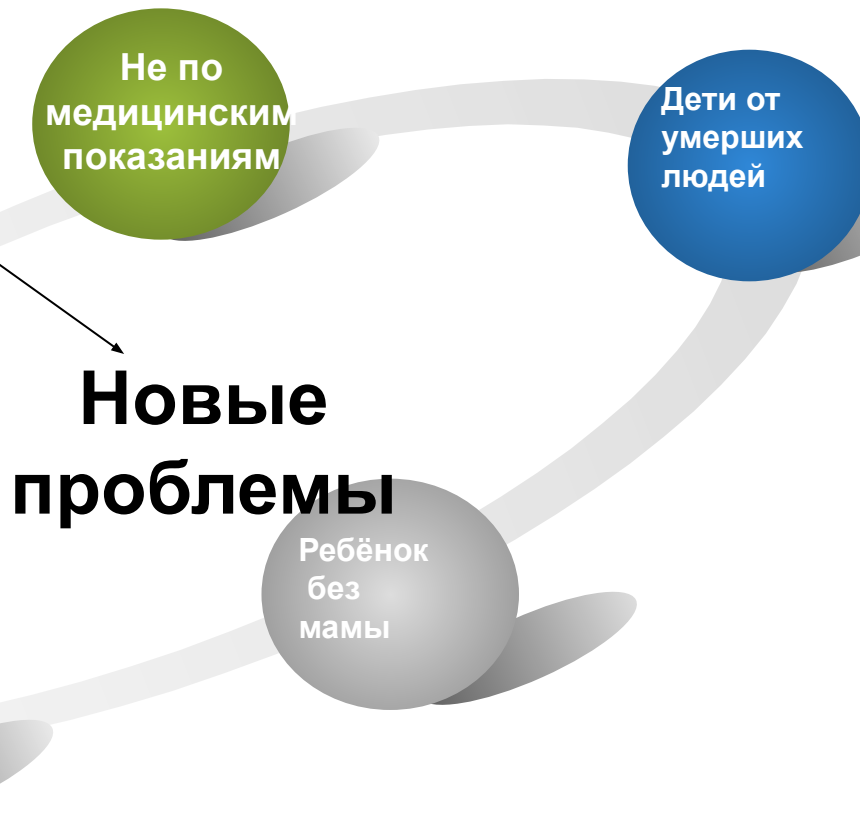 Не по
медицинским
показаниям
Дети от
умерших
людей
Новые
проблемы
Ребёнок
без
мамы